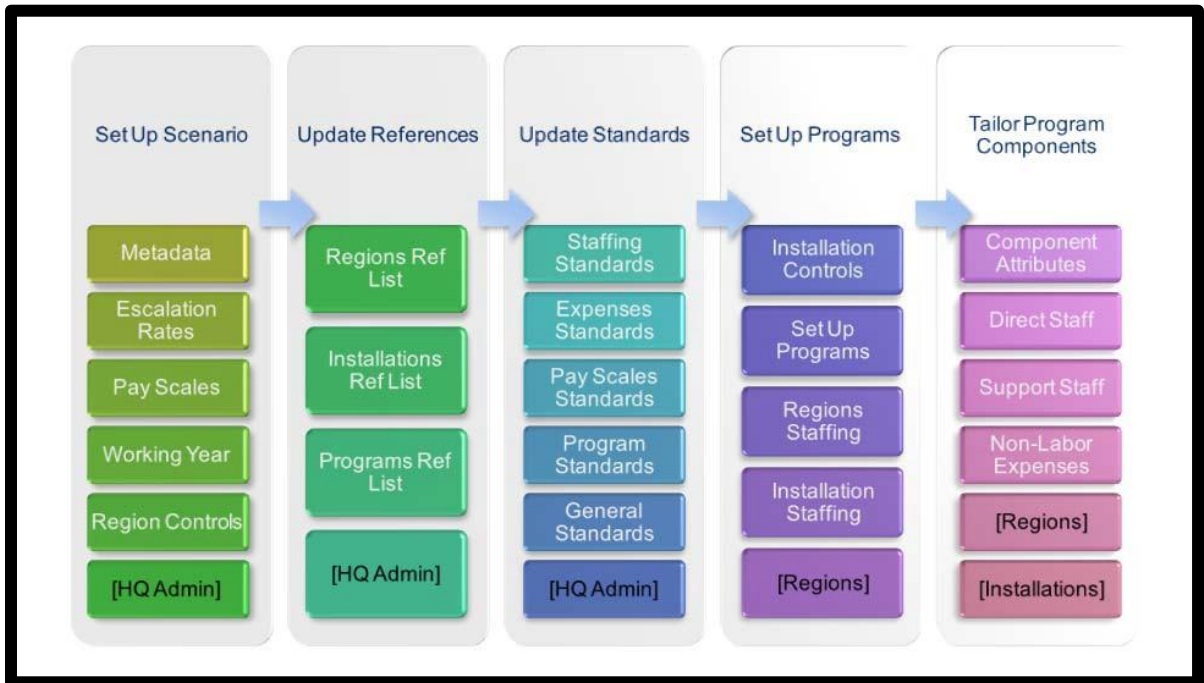 Set Up Scenario
Metadata
Escalation
Rates
Pay Scales
Working Year
Region Controls
[HQ Admin]
Update References
Regions Ref
List
Installations
Ref List
Programs Ref
List
[HQ Admin]
Update Standards
Staffing
Standards
Expenses
Standards
Pay Scales
Standards
Program
Standards
General
Standards
[HQ Admin]
Set Up Programs
Installation
Controls
Set Up
Programs
Regions
Staffing
Installation
Staffing
[Regions]
Tailor Program
Components
Component
Attributes
Direct Staff
Support Staff
Non-Labor
Expenses
[Regions]
[Installations]